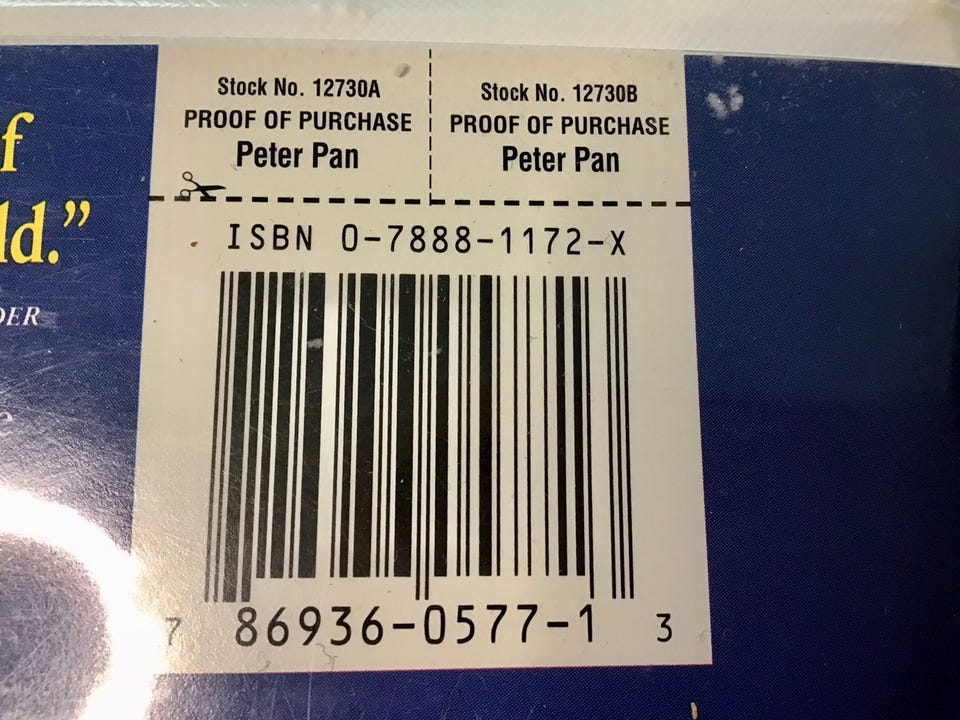 Stock No. 12730A
PROOF OF PURCHASE
Peter Pan
Stock No. 12730B
PROOF OF PURCHASE
Peter Pan
ISBN 0-7888-1172-X
7 86936-0577-1 3
f
ld.”
DER
e